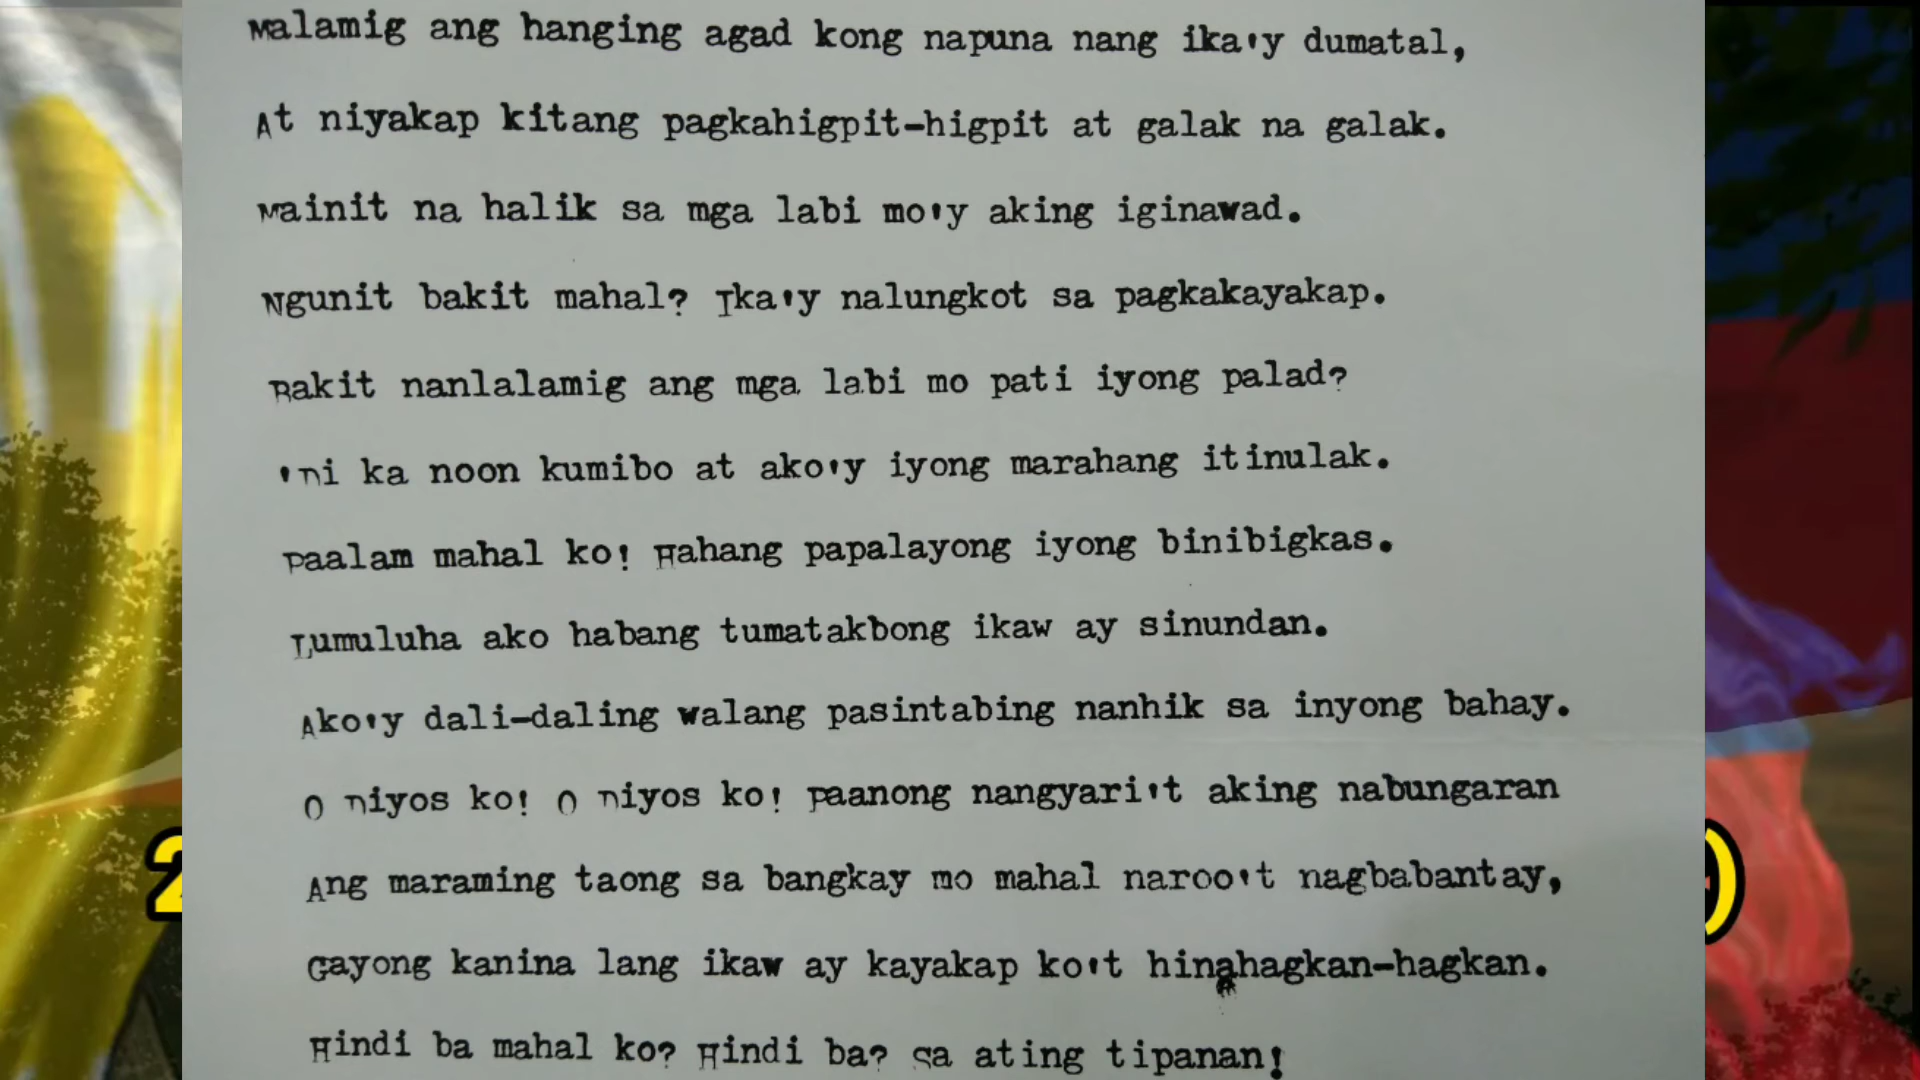 Malamig ang hanging agad kong napuna nang ika'y dumatal,
At niyakap kitang pagkahigpit-higpit at galak na galak.
Mainit na halik sa mga labi mo'y aking iginawad.
Ngunit bakit mahal? Ika'y nalungkot sa pagkakayakap.
Bakit nanlalamig ang mga labi mo pati iyong palad?
'Di ka noon kumibo at ako'y iyong marahang itinulak.
Paalam mahal ko! Hahang papalayong iyong binibigkas.
Lumuluha ako habang tumatakbong ikaw ay sinundan.
Ako'y dali-daling walang pasintabing nanhik sa inyong bahay.
O Diyos ko! O Diyos ko! Paanong nangyari't aking nabungaran
Ang maraming taong sa bangkay mo mahal naroo't nagbabantay,
2 )
Gayong kanina lang ikaw ay kayakap ko't hinahagkan-hagkan.
Hindi ba mahal ko? Hindi ba? Sa ating tipanan!